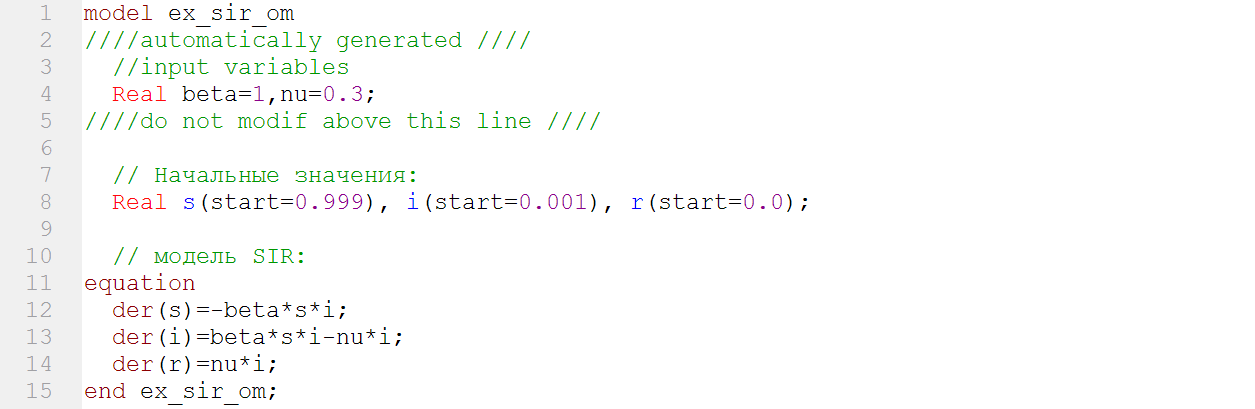 1 model ex_sir_om
2 ////automatically generated ////
3   //input variables
4   Real beta=1,nu=0.3;
5 ////do not modif above this line ////
6
7   // Начальные значения:
8   Real s(start=0.999), i(start=0.001), r(start=0.0);
9
10   // модель SIR:
11 equation
12   der(s)=-beta*s*i;
13   der(i)=beta*s*i-nu*i;
14   der(r)=nu*i;
15 end ex_sir_om;